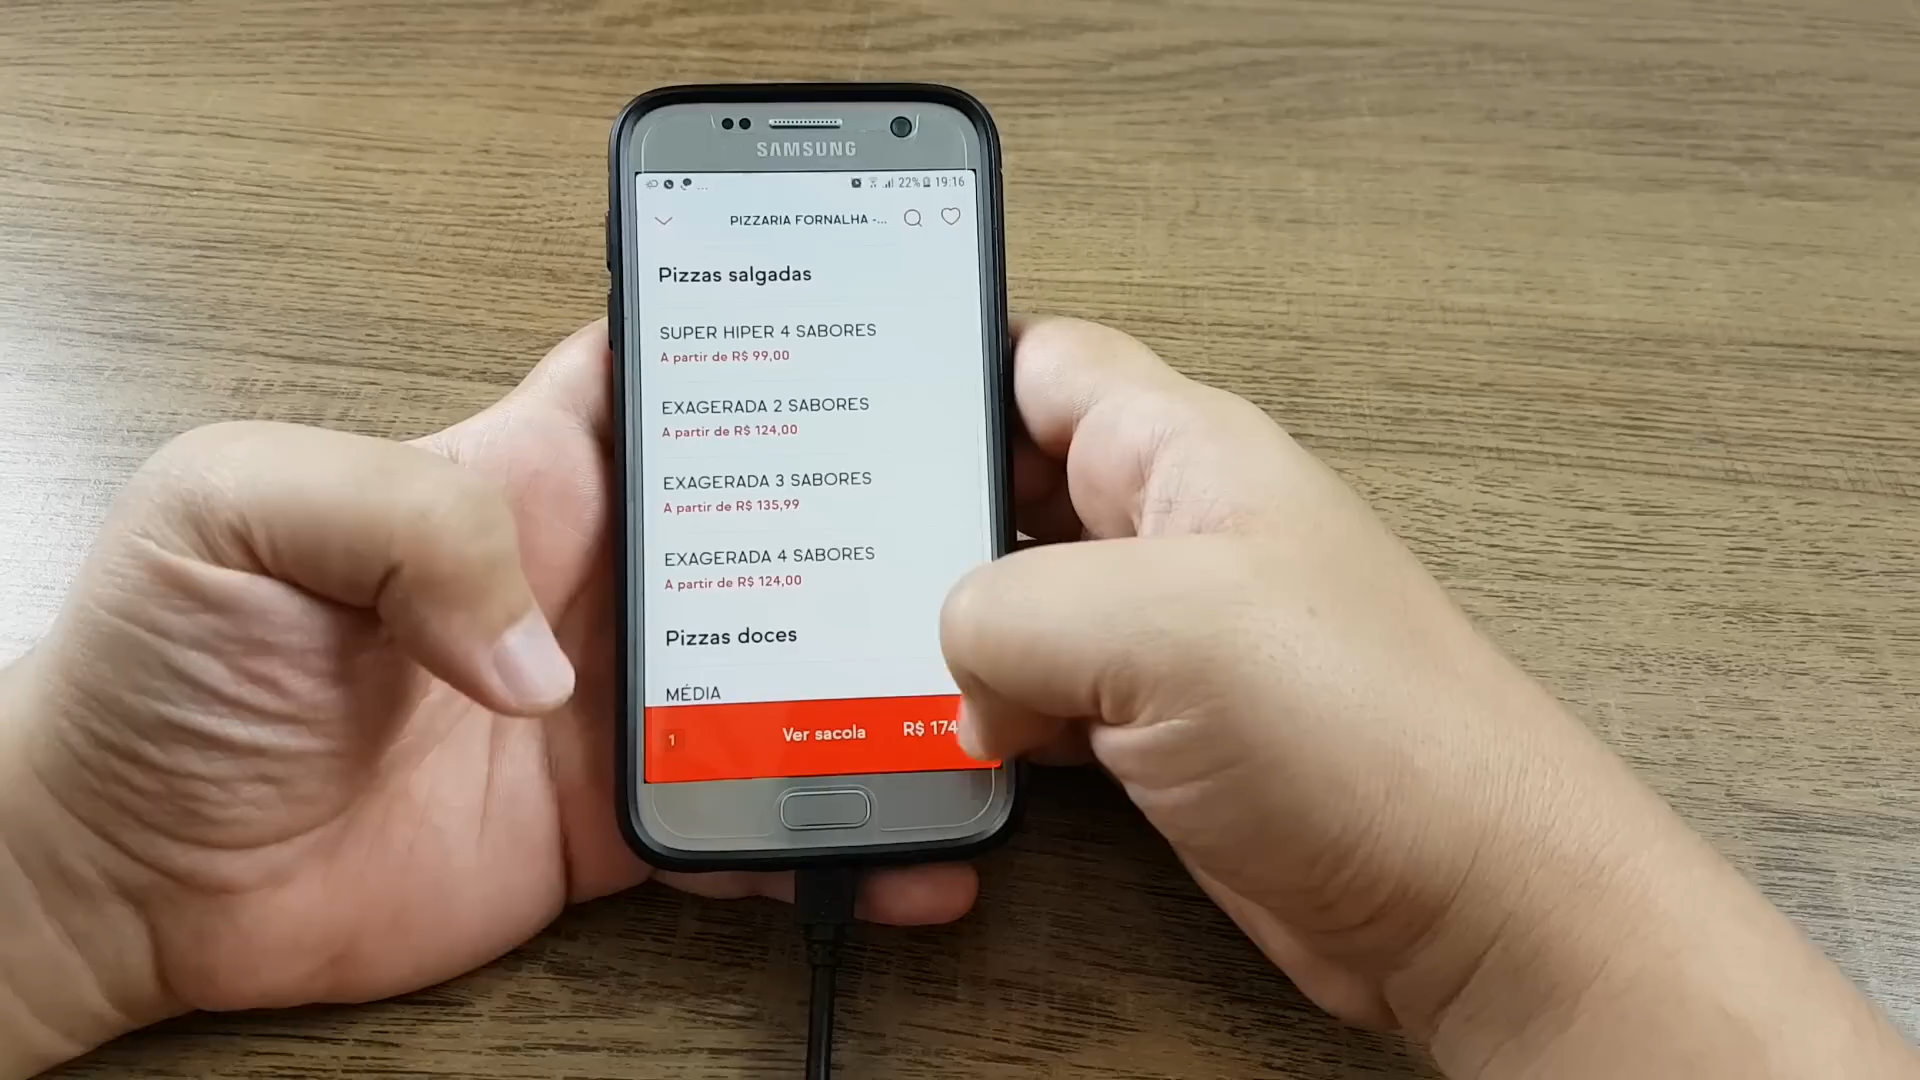 SAMSUNG
22% 19:16
PIZZARIA FORNALHA -...
Pizzas salgadas
SUPER HIPER 4 SABORES
A partir de R$ 99,00
EXAGERADA 2 SABORES
A partir de R$ 124,00
EXAGERADA 3 SABORES
A partir de R$ 135,99
EXAGERADA 4 SABORES
A partir de R$ 124,00
Pizzas doces
MÉDIA
1 Ver sacola R$ 174